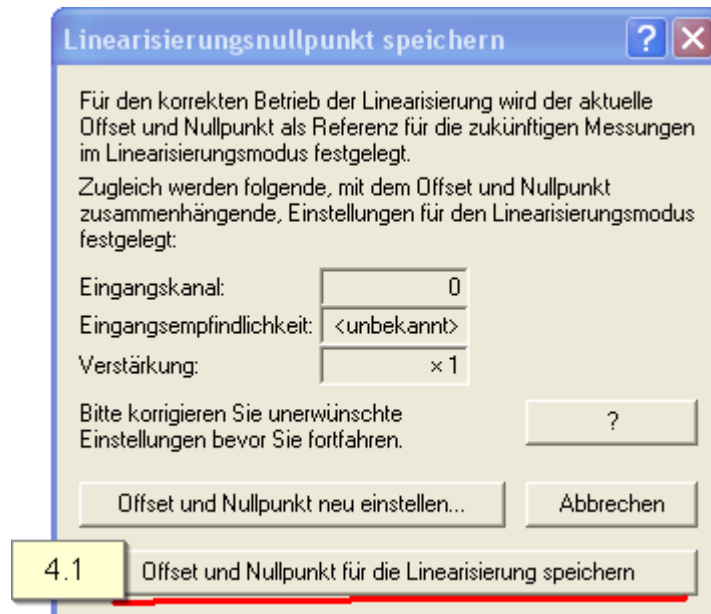 Linearisierungsnullpunkt speichern ?
Für den korrekten Betrieb der Linearisierung wird der aktuelle
Offset und Nullpunkt als Referenz für die zukünftigen Messungen
im Linearisierungsmodus festgelegt.
Zugleich werden folgende, mit dem Offset und Nullpunkt
zusammenhängende, Einstellungen für den Linearisierungsmodus
festgelegt:
Eingangskanal: 0
Eingangsempfindlichkeit: <unbekannt>
Verstärkung: × 1
Bitte korrigieren Sie unerwünschte
Einstellungen bevor Sie fortfahren.
?
Offset und Nullpunkt neu einstellen... Abbrechen
4.1 Offset und Nullpunkt für die Linearisierung speichern